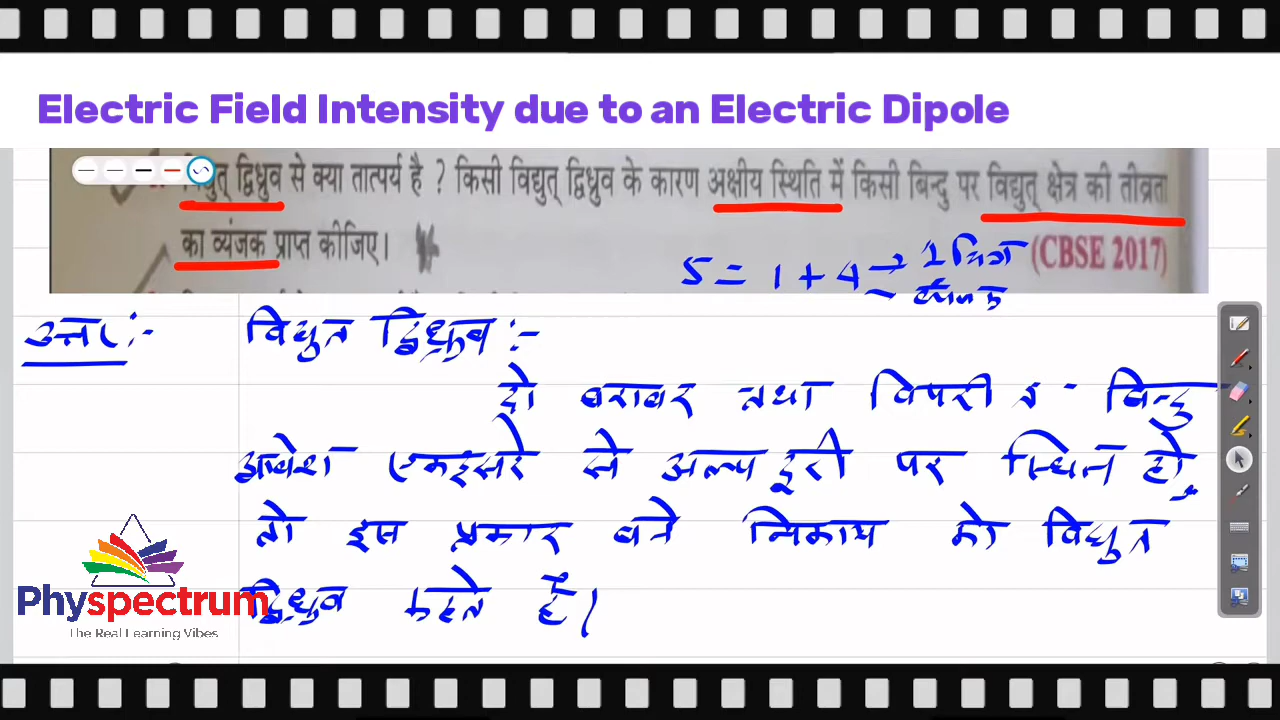 Electric Field Intensity due to an Electric Dipole
द्विध्रुव से क्या तात्पर्य है ? किसी विद्युत् द्विध्रुव के कारण अक्षीय स्थिति में किसी बिन्दु पर विद्युत् क्षेत्र की तीव्रता
का व्यंजक प्राप्त कीजिए।
(CBSE 2017)
5 = 1 + 4 → 1 चित्र
उत्तर :-
विद्युत द्विध्रुव :-
दो बराबर तथा विपरीत बिन्दु
आवेश एकदूसरे से अल्प दूरी पर स्थित हो,
तो इस प्रकार बने निकाय को विद्युत
द्विध्रुव कहते है।
Physpectrum
The Real Learning Vibes